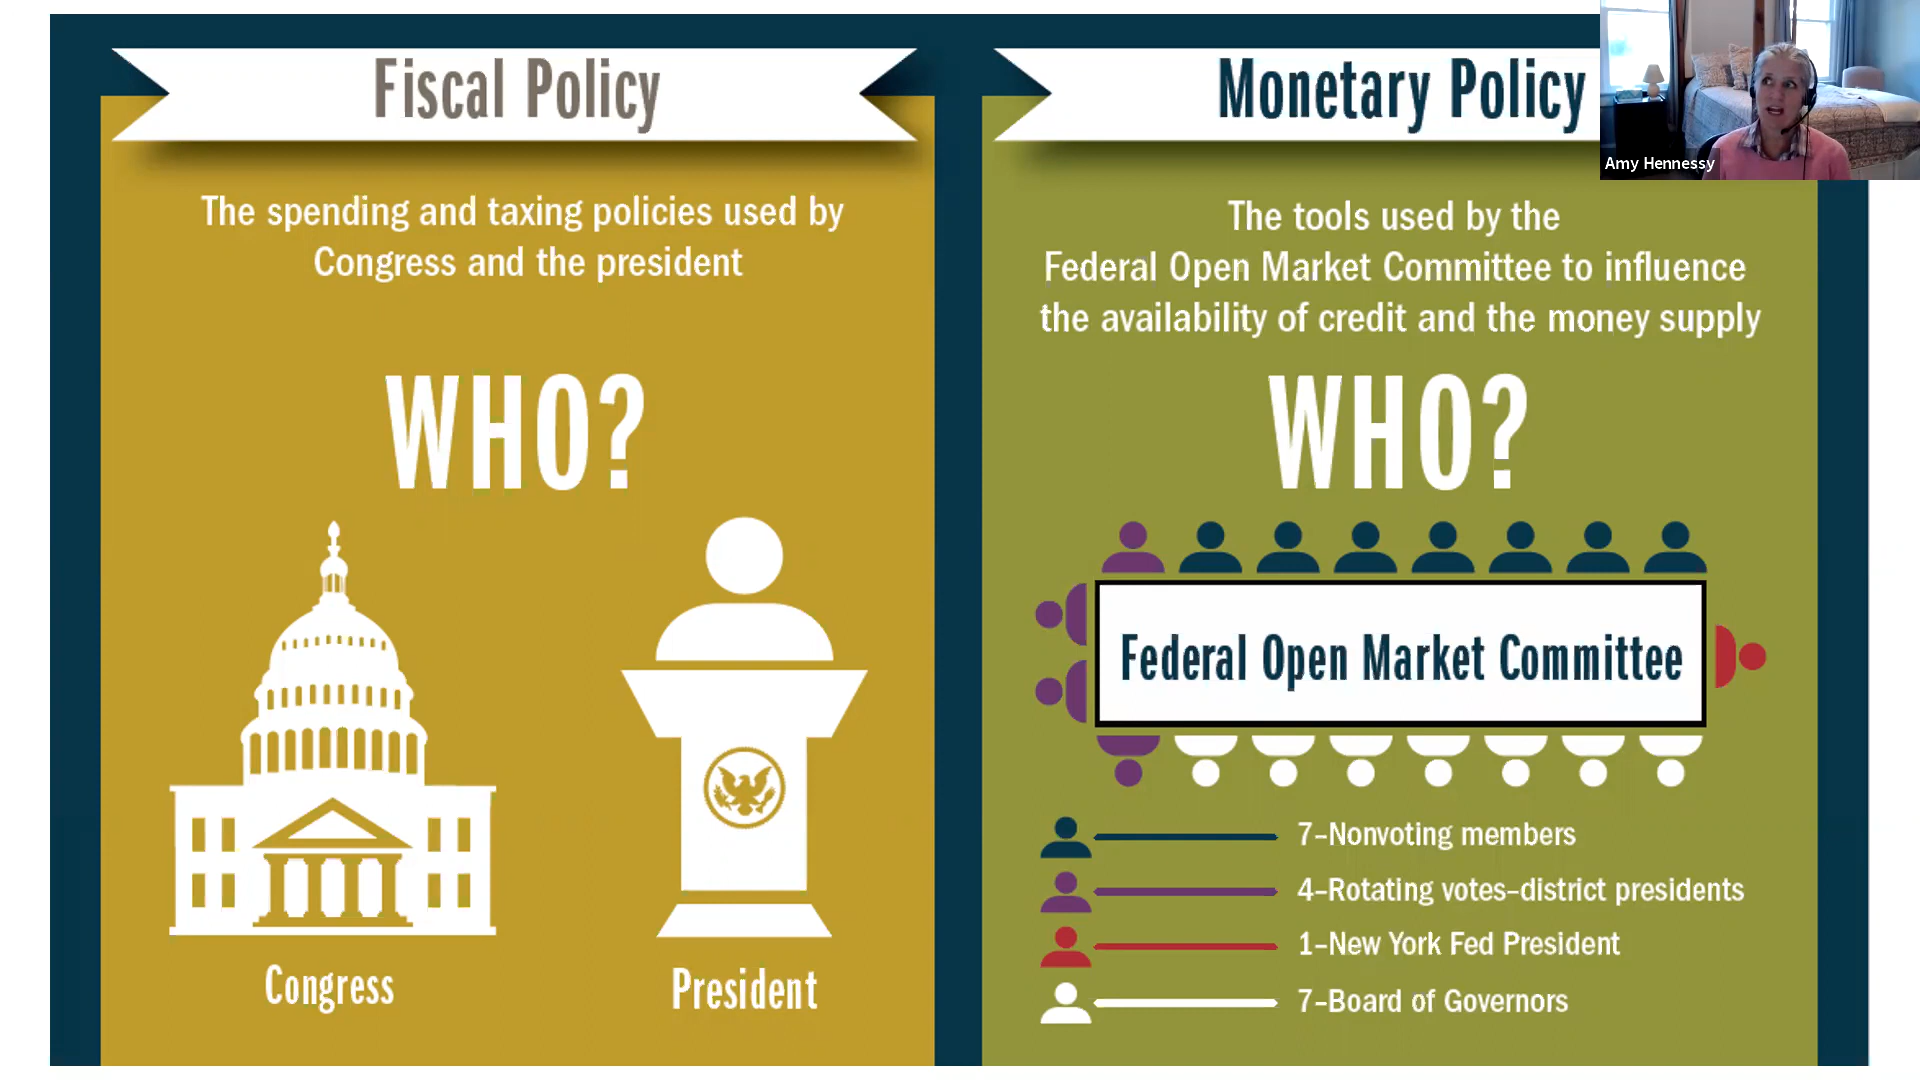 Fiscal Policy
The spending and taxing policies used by
Congress and the president
WHO?
Congress
President
Monetary Policy
The tools used by the
Federal Open Market Committee to influence
the availability of credit and the money supply
WHO?
Federal Open Market Committee
7–Nonvoting members
4–Rotating votes–district presidents
1–New York Fed President
7–Board of Governors
Amy Hennessy